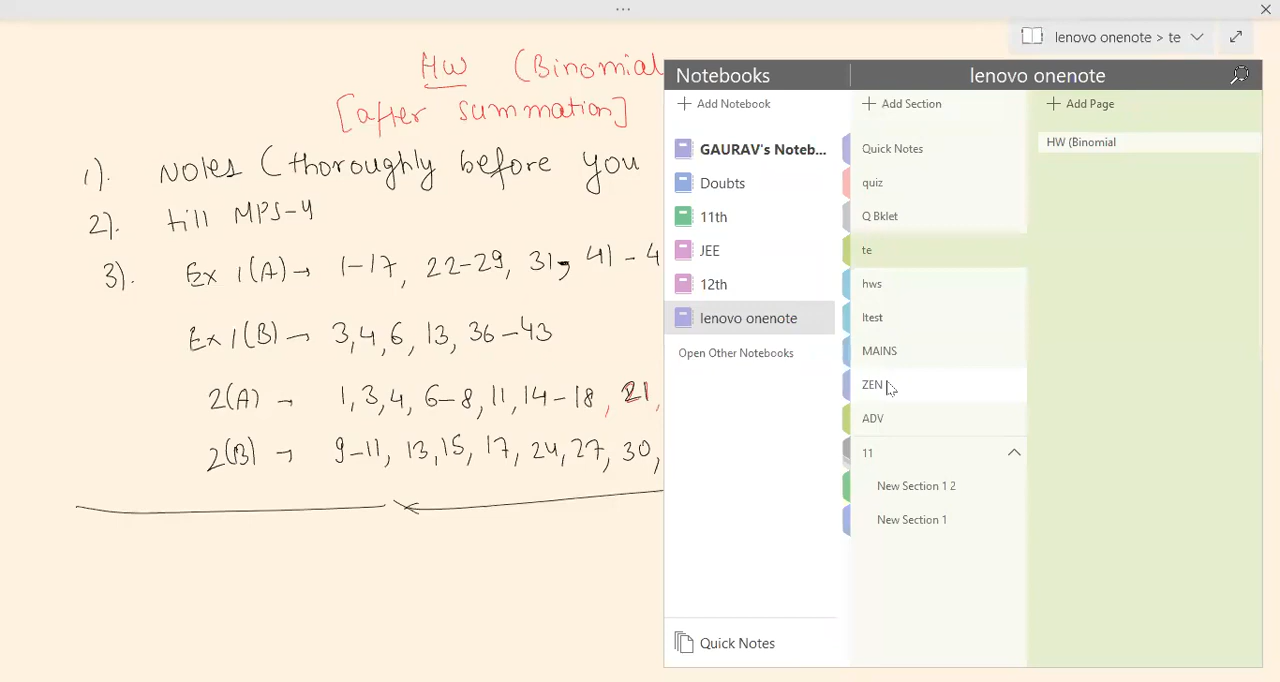 ...
lenovo onenote > te
HW (Binomial
[after summation]
1). Notes (thoroughly before you
2). till MPS-4
3). Ex 1(A) → 1-17, 22-29, 31, 41 - 4
Ex 1(B) → 3,4,6, 13, 36-43
2(A) → 1,3,4, 6-8, 11, 14-18, 21,
2(B) → 9-11, 13,15, 17, 24,27, 30,
Notebooks
+ Add Notebook
GAURAV's Noteb...
Doubts
11th
JEE
12th
lenovo onenote
Open Other Notebooks
Quick Notes
lenovo onenote
+ Add Section
Quick Notes
quiz
Q Bklet
te
hws
ltest
MAINS
ZEN
ADV
11
New Section 1 2
New Section 1
+ Add Page
HW (Binomial